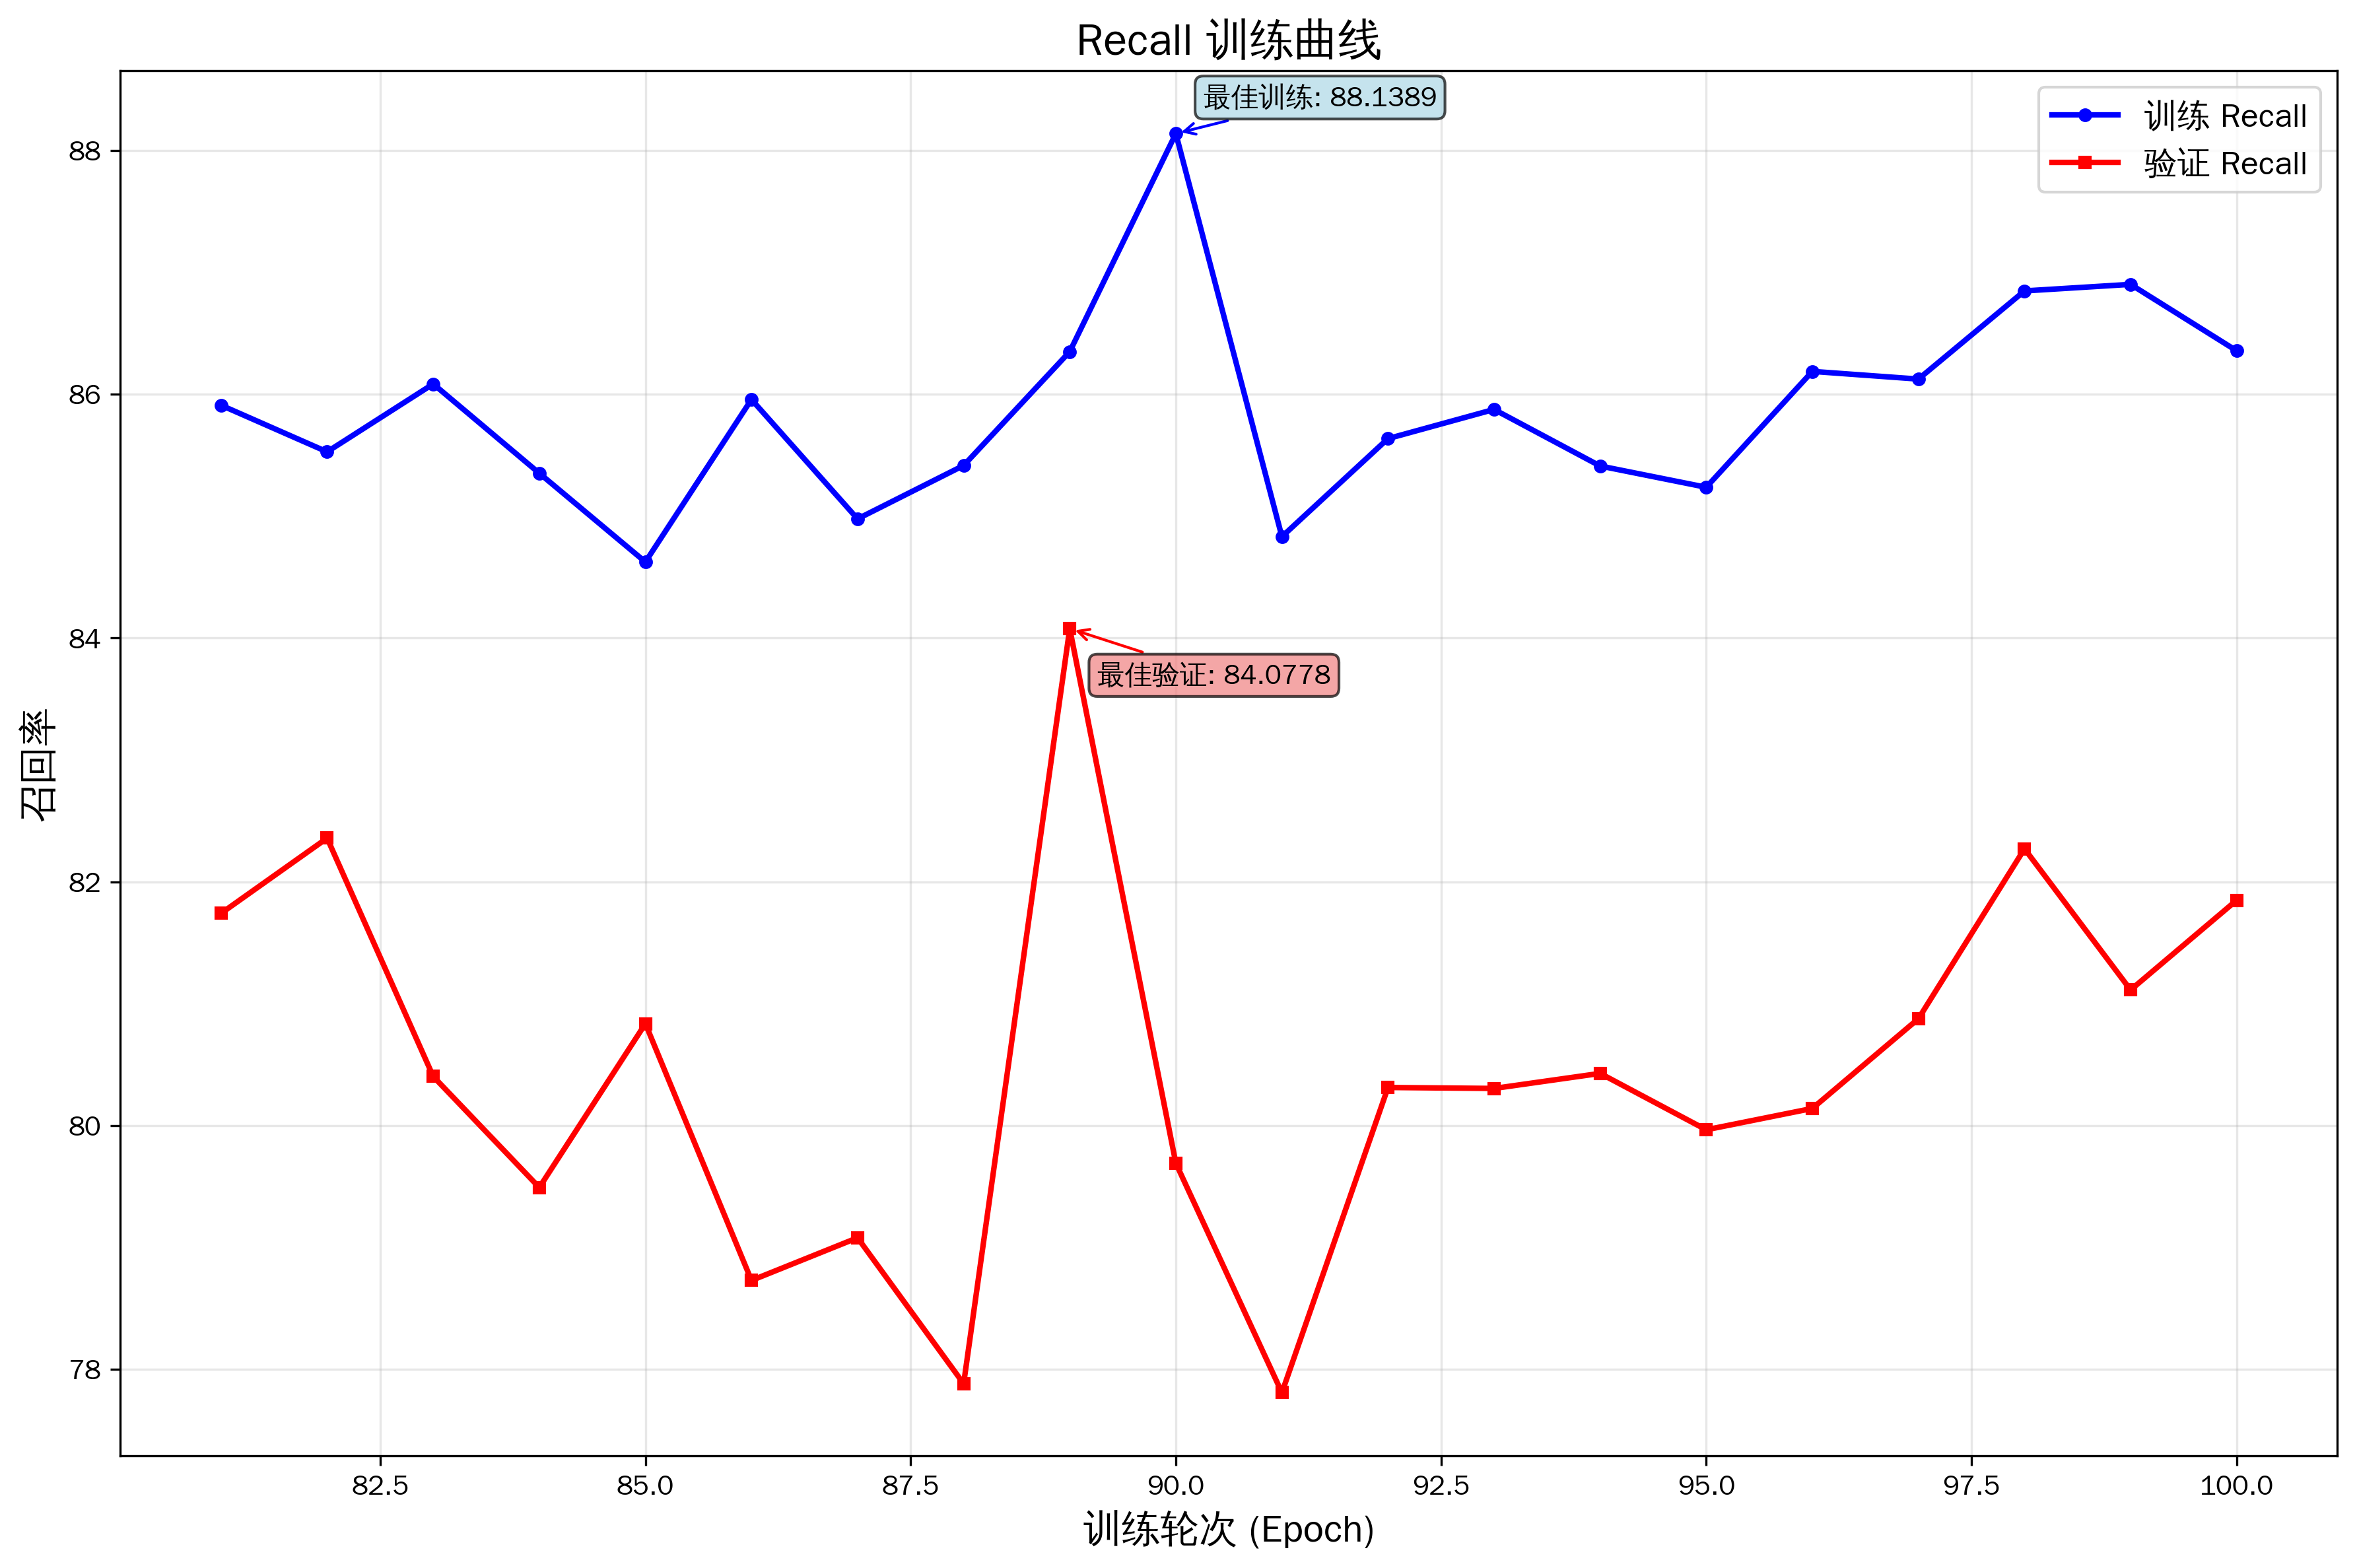 Recall 训练曲线
最佳训练: 88.1389
训练 Recall
验证 Recall
88
86
84
最佳验证: 84.0778
召回率
82
80
78
82.5 85.0 87.5 90.0 92.5 95.0 97.5 100.0
训练轮次 (Epoch)